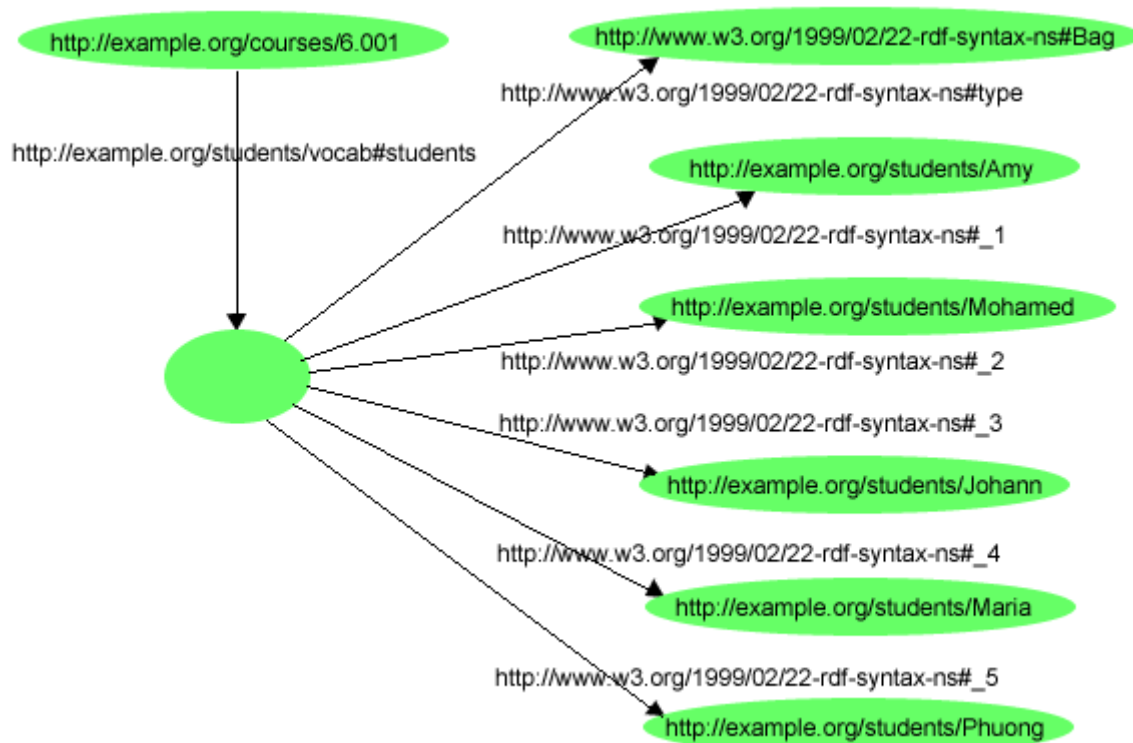 http://example.org/courses/6.001
http://www.w3.org/1999/02/22-rdf-syntax-ns#Bag
http://www.w3.org/1999/02/22-rdf-syntax-ns#type
http://example.org/students/vocab#students
http://example.org/students/Amy
http://www.w3.org/1999/02/22-rdf-syntax-ns#_1
http://example.org/students/Mohamed
http://www.w3.org/1999/02/22-rdf-syntax-ns#_2
http://www.w3.org/1999/02/22-rdf-syntax-ns#_3
http://example.org/students/Johann
http://www.w3.org/1999/02/22-rdf-syntax-ns#_4
http://example.org/students/Maria
http://www.w3.org/1999/02/22-rdf-syntax-ns#_5
http://example.org/students/Phuong